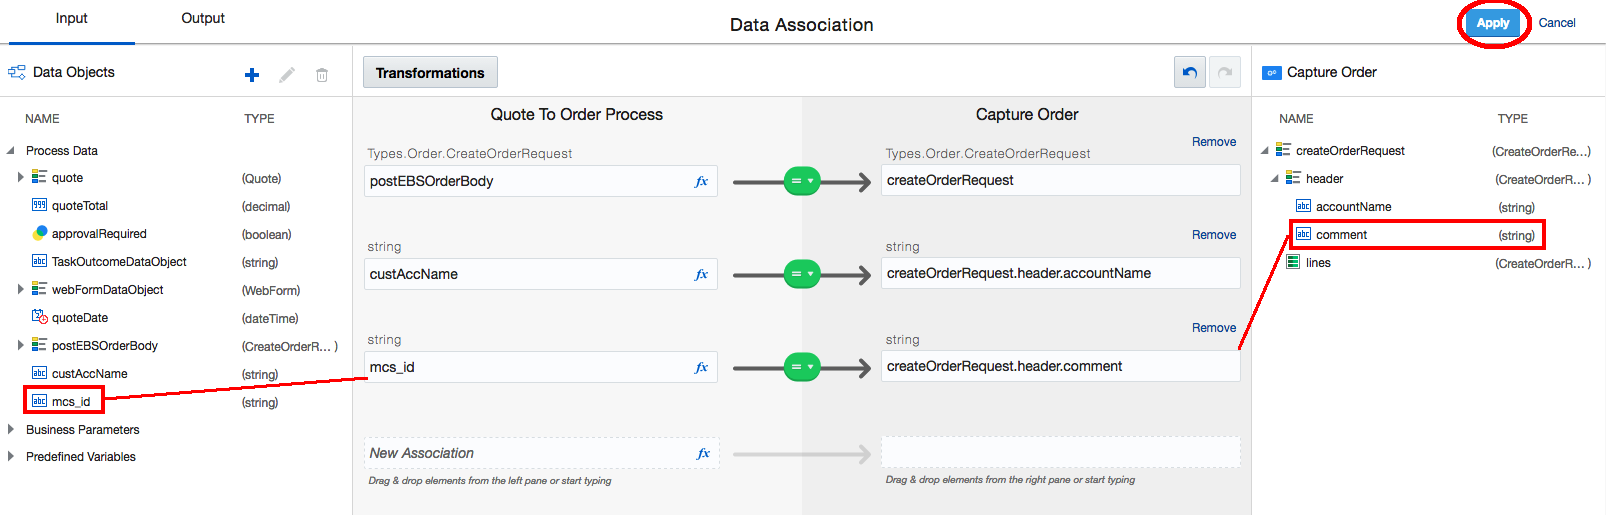 Input Output Data Association Apply Cancel
Data Objects Transformations Capture Order
NAME TYPE
Process Data
quote (Quote)
quoteTotal (decimal)
approvalRequired (boolean)
TaskOutcomeDataObject (string)
webFormDataObject (WebForm)
quoteDate (dateTime)
postEBSOrderBody (CreateOrderR... )
custAccName (string)
mcs_id (string)
Business Parameters
Predefined Variables
Quote To Order Process Capture Order
Remove
Types.Order.CreateOrderRequest Types.Order.CreateOrderRequest
postEBSOrderBody fx = createOrderRequest
Remove
string string
custAccName fx = createOrderRequest.header.accountName
Remove
string string
mcs_id fx = createOrderRequest.header.comment
New Association fx
Drag & drop elements from the left pane or start typing Drag & drop elements from the right pane or start typing
NAME TYPE
createOrderRequest (CreateOrderRe...)
header (CreateOrderR... )
accountName (string)
comment (string)
lines (CreateOrderR... )